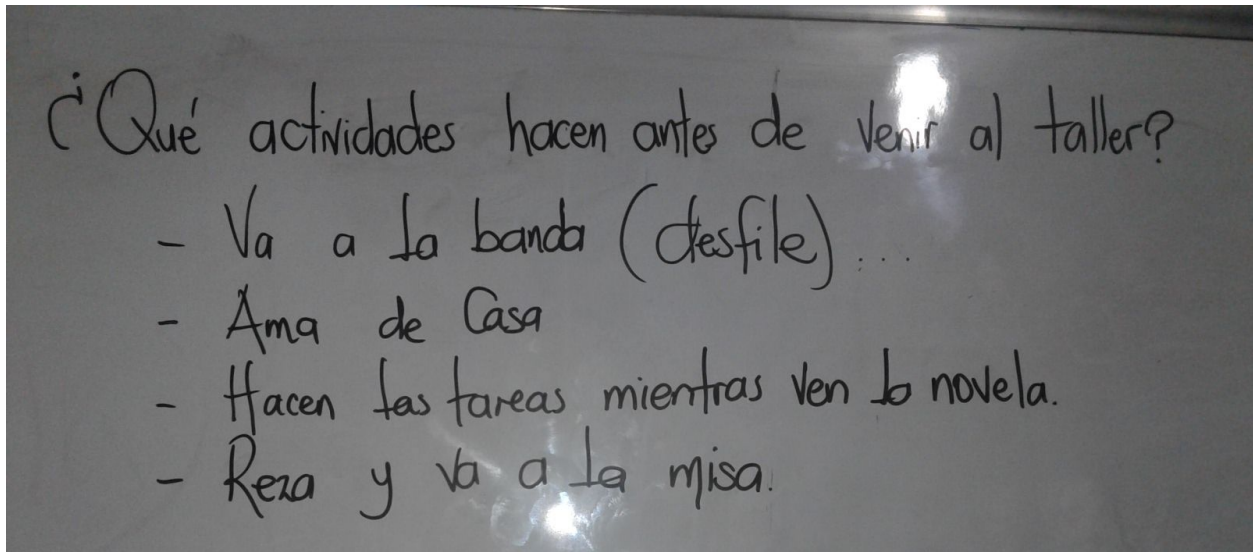 ¿Qué actividades hacen antes de venir al taller?
- Va a la banda (desfile)...
- Ama de Casa
- Hacen las tareas mientras ven la novela.
- Reza y va a la misa.